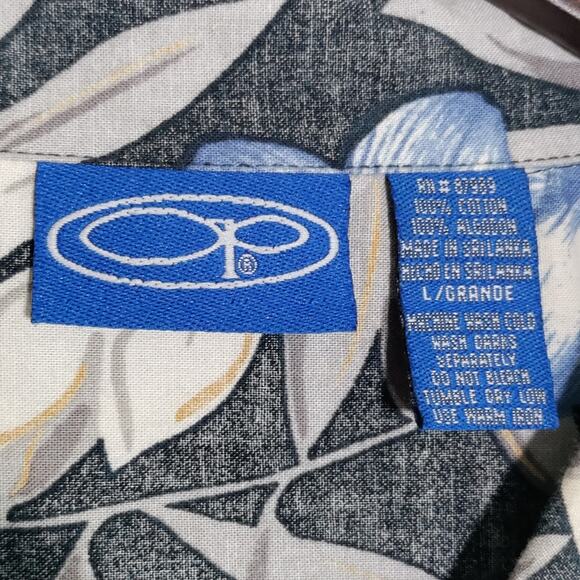 Op®
RN # 87989
100% COTTON
100% ALGODON
MADE IN SRI LANKA
HECHO EN SRI LANKA
L/GRANDE
MACHINE WASH COLD
WASH DARKS
SEPARATELY
DO NOT BLEACH
TUMBLE DRY LOW
USE WARM IRON